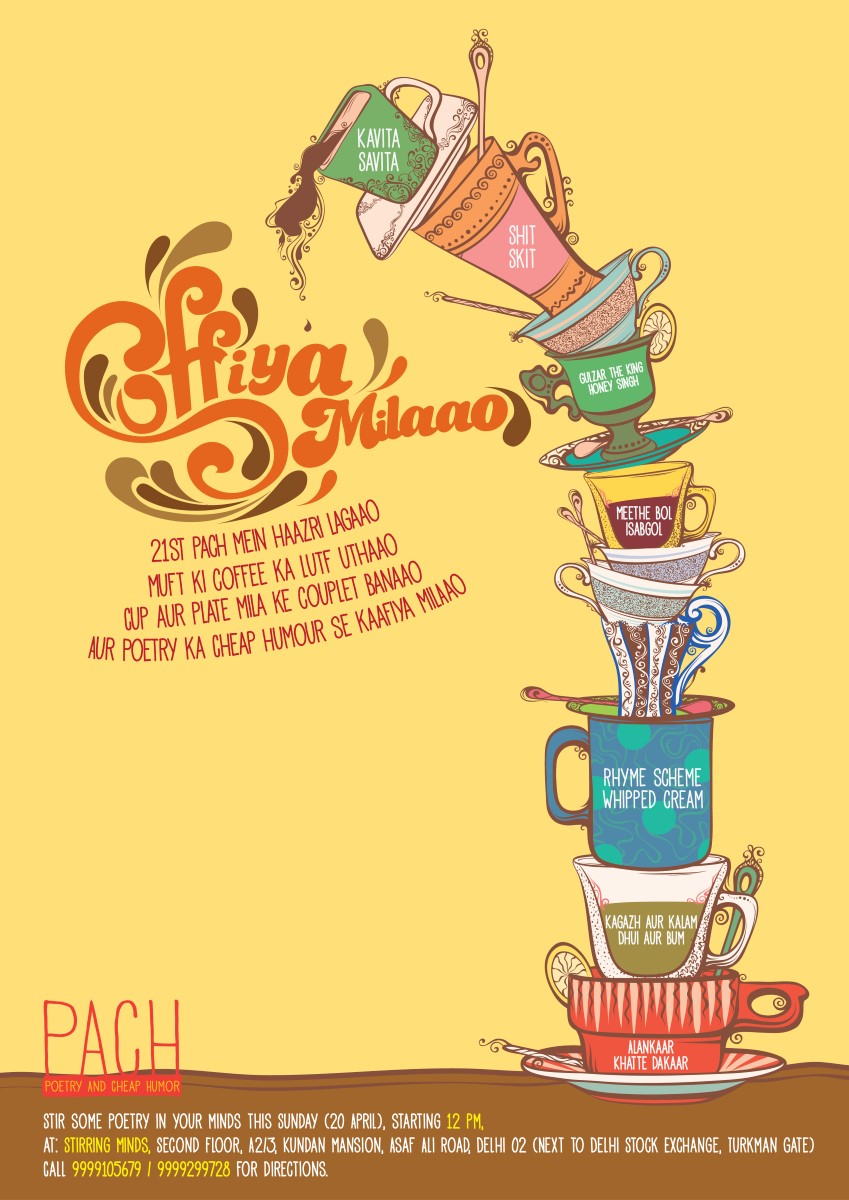 KAVITA
SAVITA
SHIT
SKIT
GULZAR THE KING
HONEY SINGH
Coffiya
Milaao
MEETHE BOL
ISABGOL
21ST PACH MEIN HAAZRI LAGAAO
MUFT KI COFFEE KA LUTF UTHAAO
CUP AUR PLATE MILA KE COUPLET BANAAO
AUR POETRY KA CHEAP HUMOUR SE KAAFIYA MILAAO
RHYME SCHEME
WHIPPED CREAM
KAGAZH AUR KALAM
DHUI AUR BUM
ALANKAAR
KHATTE DAKAAR
PACH
POETRY AND CHEAP HUMOR
STIR SOME POETRY IN YOUR MINDS THIS SUNDAY (20 APRIL), STARTING 12 PM,
AT: STIRRING MINDS, SECOND FLOOR, A2/3, KUNDAN MANSION, ASAF ALI ROAD, DELHI 02 (NEXT TO DELHI STOCK EXCHANGE, TURKMAN GATE)
CALL 9999105679 / 9999299728 FOR DIRECTIONS.